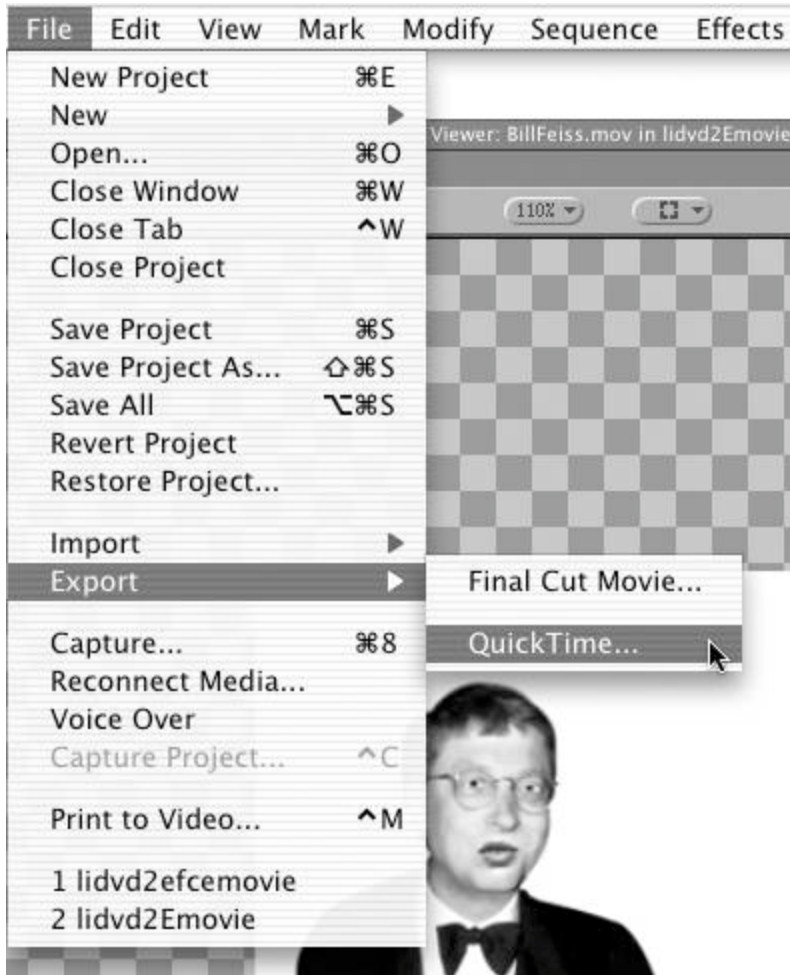 File Edit View Mark Modify Sequence Effects
New Project ⌘E
New
Open... ⌘O
Close Window ⌘W
Close Tab ^W
Close Project
Save Project ⌘S
Save Project As... ⇧⌘S
Save All ⌥⌘S
Revert Project
Restore Project...
Import
Export
Capture... ⌘8
Reconnect Media...
Voice Over
Capture Project... ^C
Print to Video... ^M
1 lidvd2efcemovie
2 lidvd2Emovie
Final Cut Movie...
QuickTime...
Viewer: BillFeiss.mov in lidvd2Emovie
110%